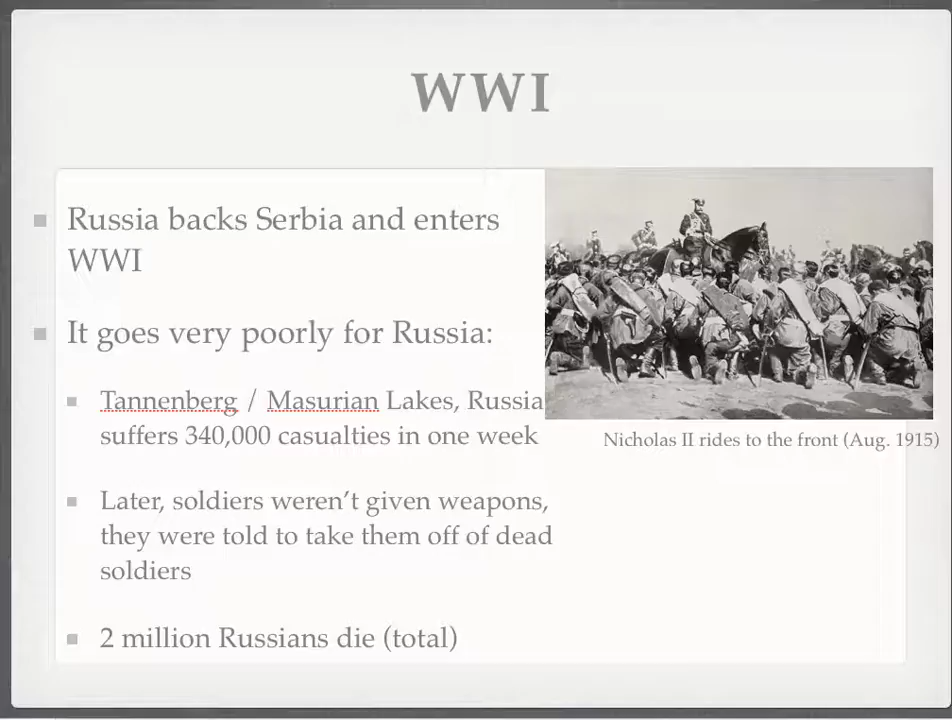 WWI
Russia backs Serbia and enters
WWI
It goes very poorly for Russia:
Tannenberg / Masurian Lakes, Russia
suffers 340,000 casualties in one week
Later, soldiers weren’t given weapons,
they were told to take them off of dead
soldiers
2 million Russians die (total)
Nicholas II rides to the front (Aug. 1915)